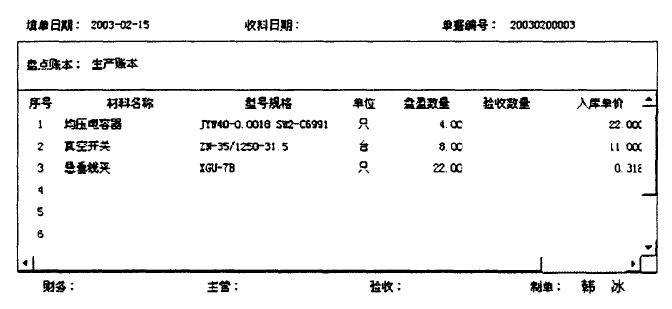 填单日期: 2003-02-15 收料日期: 单据编号: 20030200003
盘点账本: 生产账本
序号 材料名称 型号规格 单位 盘盈数量 验收数量 入库单价
1 均压电容器 JYW40-0.0018 SW2-C6991 只 4.00 22.000
2 真空开关 ZW-35/1250-31.5 台 8.00 11.000
3 悬垂线夹 XGU-7B 只 22.00 0.318
4
5
6
财务: 主管: 验收: 制单: 韩 冰